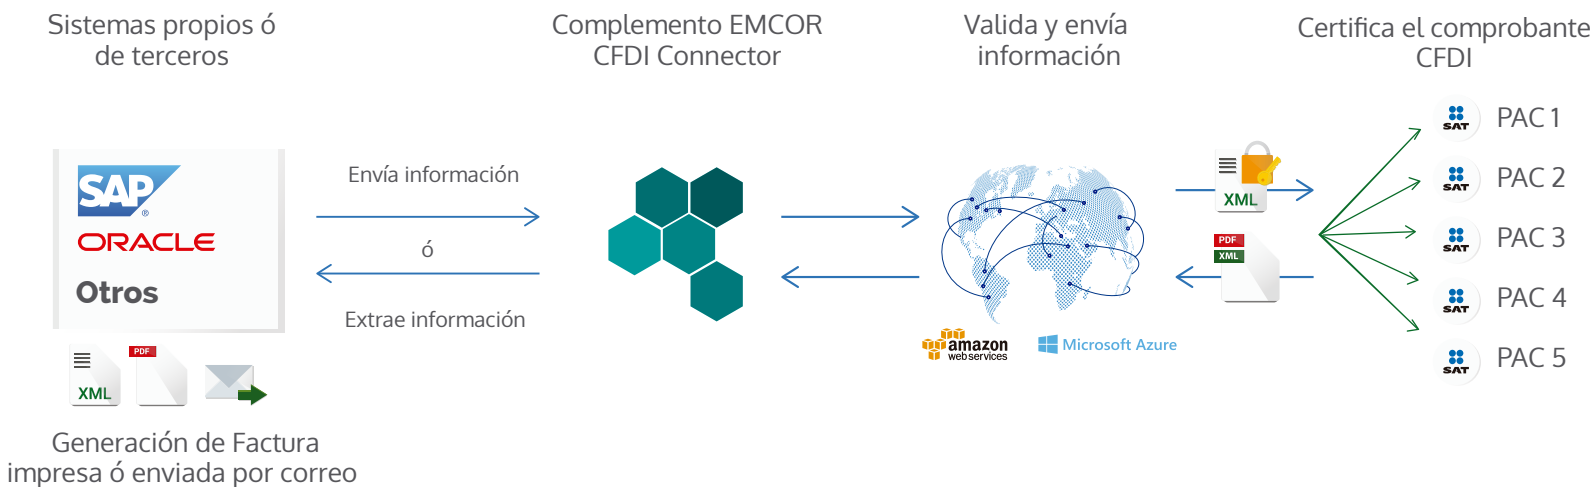 Sistemas propios ó
de terceros
Complemento EMCOR
CFDI Connector
Valida y envía
información
Certifica el comprobante
CFDI
SAP
®
ORACLE
Otros
Envía información
ó
Extrae información
amazon
webservices
Microsoft Azure
XML
PDF
XML
SAT PAC 1
SAT PAC 2
SAT PAC 3
SAT PAC 4
SAT PAC 5
XML
PDF
Generación de Factura
impresa ó enviada por correo